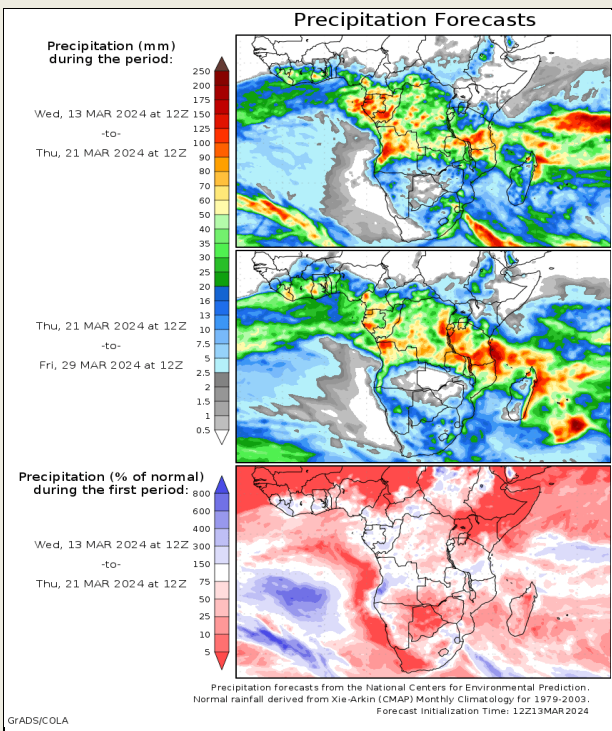 Precipitation Forecasts
Precipitation (mm)
during the period:
Wed, 13 MAR 2024 at 12Z
-to-
Thu, 21 MAR 2024 at 12Z
250
200
175
150
125
100
90
80
70
60
50
40
35
30
25
20
16
13
10
7.5
5
2.5
2
1.5
1
0.5
Thu, 21 MAR 2024 at 12Z
-to-
Fri, 29 MAR 2024 at 12Z
Precipitation (% of normal)
during the first period:
Wed, 13 MAR 2024 at 12Z
-to-
Thu, 21 MAR 2024 at 12Z
800
600
400
300
150
75
50
25
10
5
Precipitation forecasts from the National Centers for Environmental Prediction.
Normal rainfall derived from Xie-Arkin (CMAP) Monthly Climatology for 1979-2003.
Forecast Initialization Time: 12Z13MAR2024
GrADS/COLA